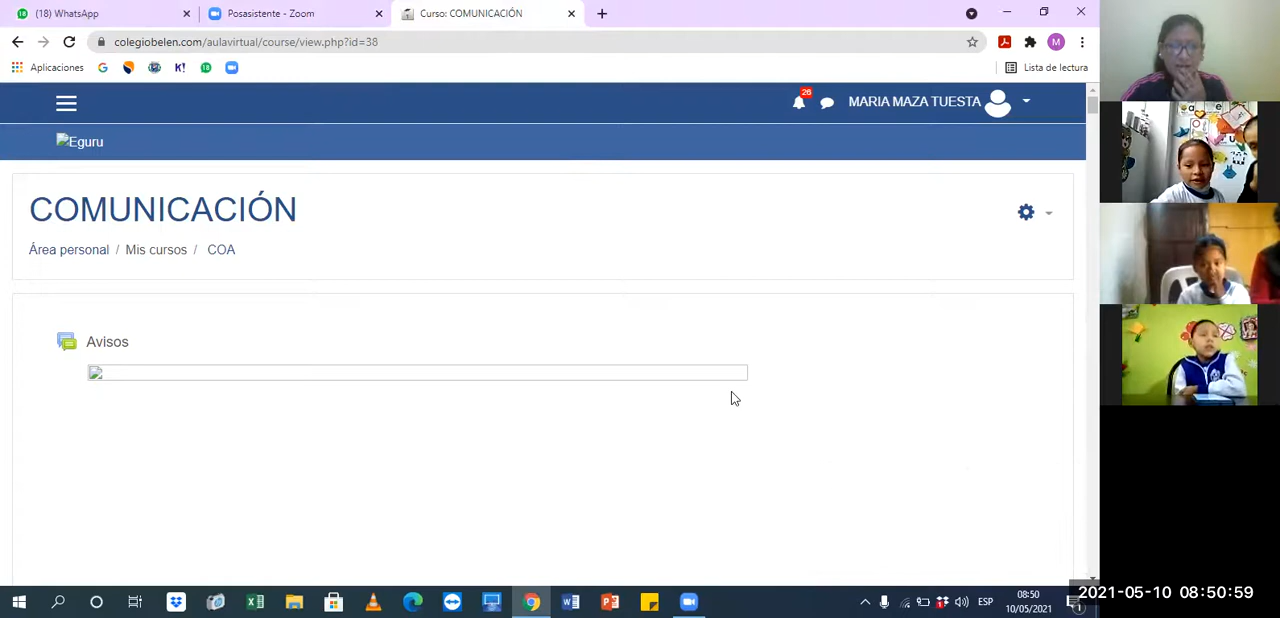 (18) WhatsApp
Posasistente - Zoom
Curso: COMUNICACIÓN
colegiobelen.com/aulavirtual/course/view.php?id=38
M
Aplicaciones
Lista de lectura
26
MARIA MAZA TUESTA
Eguru
COMUNICACIÓN
Área personal / Mis cursos / COA
Avisos
ESP
08:50
10/05/2021
1
2021-05-10 08:50:59